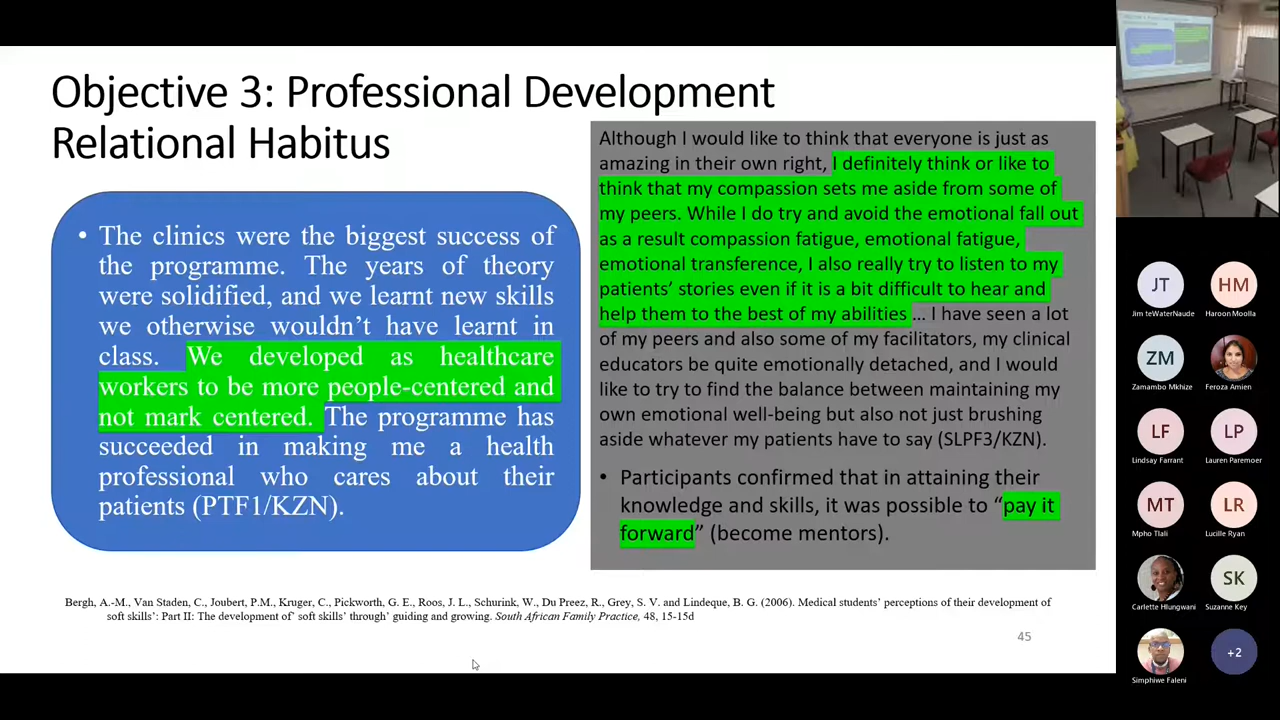 Objective 3: Professional Development
Relational Habitus
• The clinics were the biggest success of
the programme. The years of theory
were solidified, and we learnt new skills
we otherwise wouldn’t have learnt in
class. We developed as healthcare
workers to be more people-centered and
not mark centered. The programme has
succeeded in making me a health
professional who cares about their
patients (PTF1/KZN).
Although I would like to think that everyone is just as
amazing in their own right, I definitely think or like to
think that my compassion sets me aside from some of
my peers. While I do try and avoid the emotional fall out
as a result compassion fatigue, emotional fatigue,
emotional transference, I also really try to listen to my
patients’ stories even if it is a bit difficult to hear and
help them to the best of my abilities ... I have seen a lot
of my peers and also some of my facilitators, my clinical
educators be quite emotionally detached, and I would
like to try to find the balance between maintaining my
own emotional well-being but also not just brushing
aside whatever my patients have to say (SLPF3/KZN).
• Participants confirmed that in attaining their
knowledge and skills, it was possible to “pay it
forward” (become mentors).
Bergh, A.-M., Van Staden, C., Joubert, P.M., Kruger, C., Pickworth, G. E., Roos, J. L., Schurink, W., Du Preez, R., Grey, S. V. and Lindeque, B. G. (2006). Medical students’ perceptions of their development of
soft skills’: Part II: The development of’ soft skills’ through’ guiding and growing. South African Family Practice, 48, 15-15d
45
JT
Jim teWaterNaude
HM
Haroon Moolla
ZM
Zamambo Mkhize
Feroza Amien
LF
Lindsay Farrant
LP
Lauren Paremoer
MT
Mpho Tlali
LR
Lucille Ryan
Carlette Hlungwani
SK
Suzanne Key
Simphiwe Faleni
+2